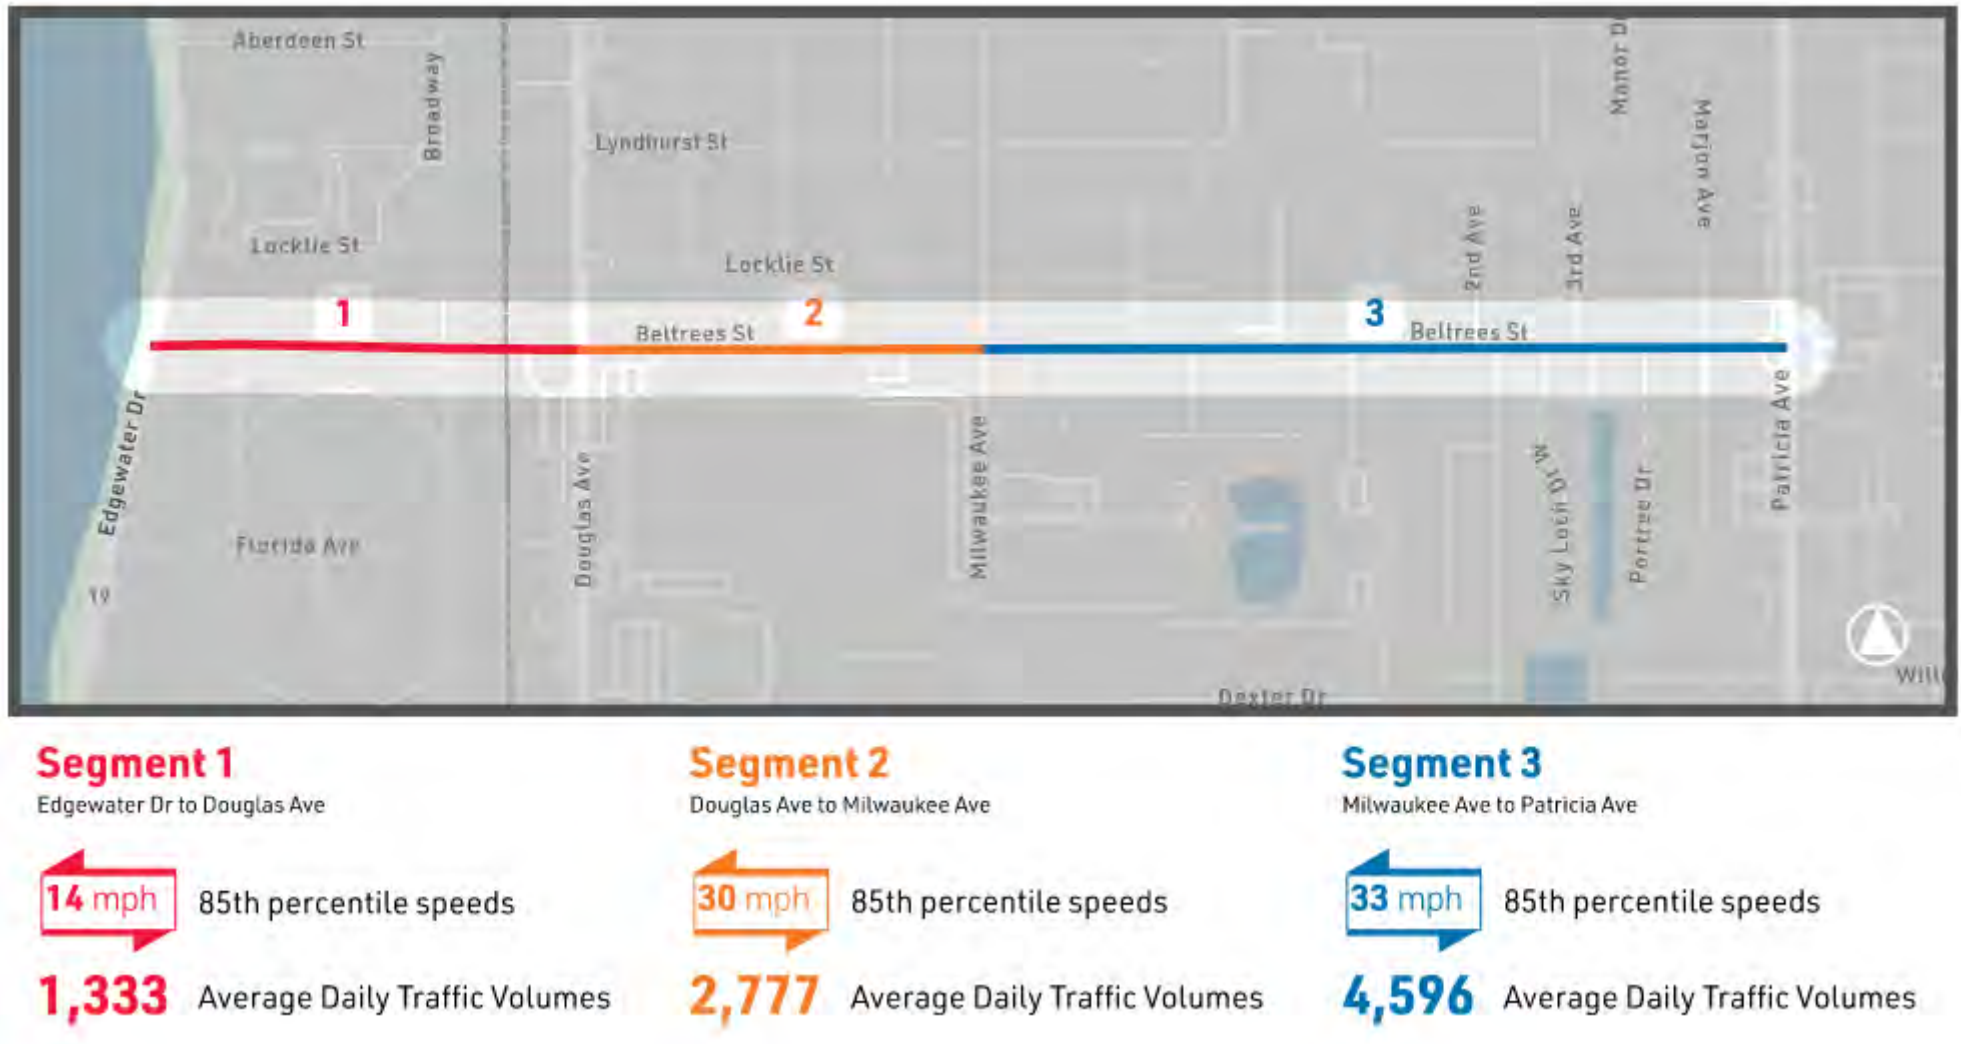 Aberdeen St
Broadway
Manor D
Marjon Ave
Lyndhurst St
Locklie St
Locklie St
2nd Ave
3rd Ave
1
2
3
Beltrees St
Beltrees St
Edgewater Dr
Douglas Ave
Milwaukee Ave
Patricia Ave
Sky Loch Dr W
Portree Dr
Florida Ave
19
Dexter Dr
Segment 1
Edgewater Dr to Douglas Ave
14 mph 85th percentile speeds
1,333 Average Daily Traffic Volumes
Segment 2
Douglas Ave to Milwaukee Ave
30 mph 85th percentile speeds
2,777 Average Daily Traffic Volumes
Segment 3
Milwaukee Ave to Patricia Ave
33 mph 85th percentile speeds
4,596 Average Daily Traffic Volumes